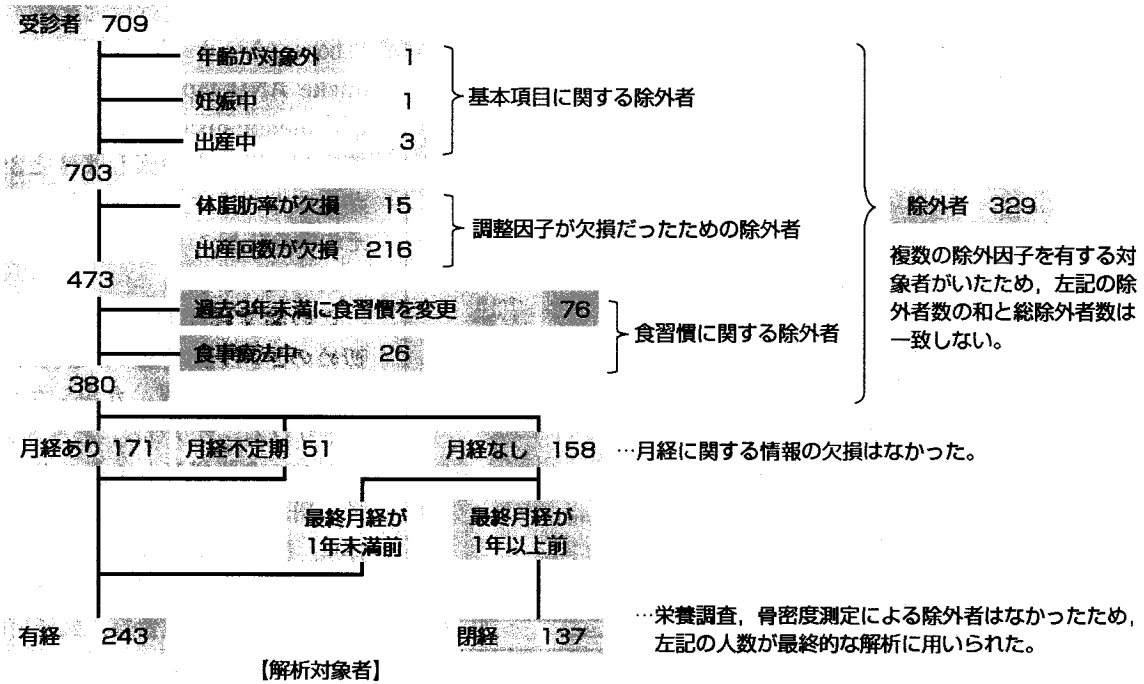 受診者 709
年齢が対象外 1
妊娠中 1
出産中 3
基本項目に関する除外者
703
体脂肪率が欠損 15
出産回数が欠損 216
調整因子が欠損だったための除外者
473
過去3年未満に食習慣を変更 76
食事療法中 26
食習慣に関する除外者
380
除外者 329
複数の除外因子を有する対
象者がいたため，左記の除
外者数の和と総除外者数は
一致しない。
月経あり 171 月経不定期 51 月経なし 158 …月経に関する情報の欠損はなかった。
最終月経が
1年未満前
最終月経が
1年以上前
有経 243 閉経 137
…栄養調査，骨密度測定による除外者はなかったため，
左記の人数が最終的な解析に用いられた。
【解析対象者】